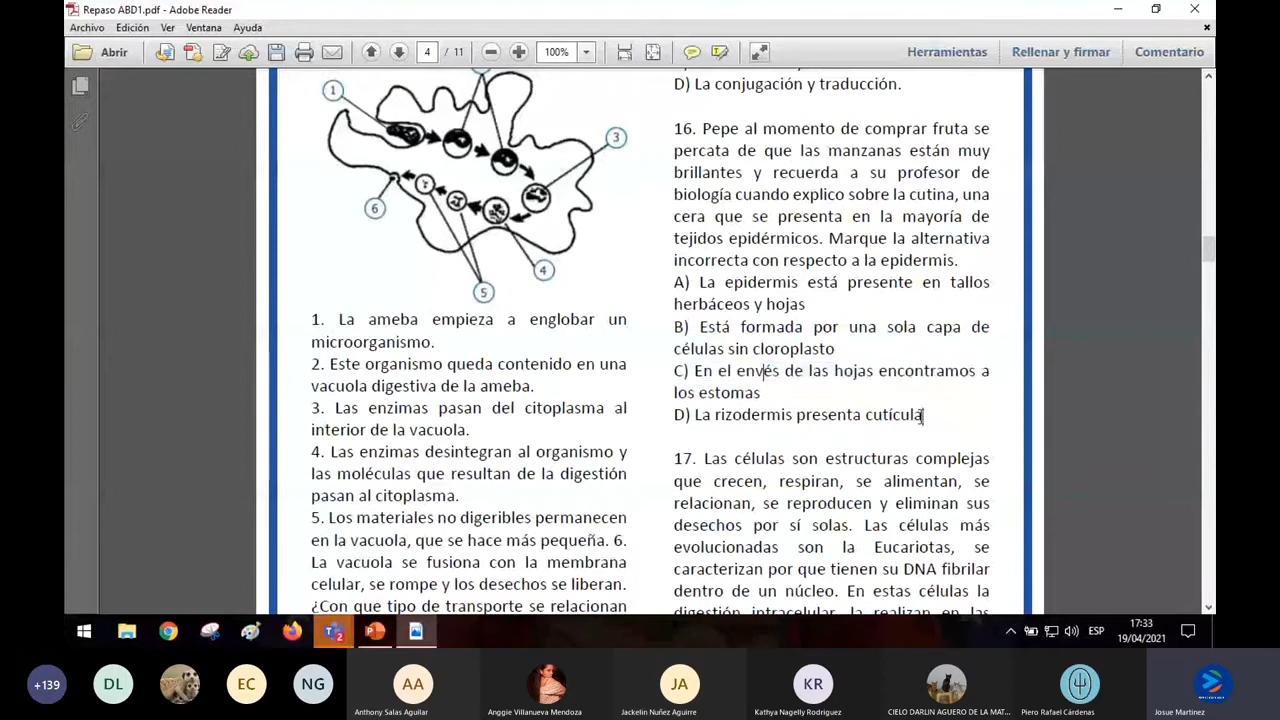 Repaso ABD1.pdf - Adobe Reader
Archivo Edición Ver Ventana Ayuda
Abrir
4 / 11
100%
Herramientas
Rellenar y firmar
Comentario
1
3
6
4
5
1. La ameba empieza a englobar un
microorganismo.
2. Este organismo queda contenido en una
vacuola digestiva de la ameba.
3. Las enzimas pasan del citoplasma al
interior de la vacuola.
4. Las enzimas desintegran al organismo y
las moléculas que resultan de la digestión
pasan al citoplasma.
5. Los materiales no digeribles permanecen
en la vacuola, que se hace más pequeña. 6.
La vacuola se fusiona con la membrana
celular, se rompe y los desechos se liberan.
¿Con que tipo de transporte se relacionan
D) La conjugación y traducción.
16. Pepe al momento de comprar fruta se
percata de que las manzanas están muy
brillantes y recuerda a su profesor de
biología cuando explico sobre la cutina, una
cera que se presenta en la mayoría de
tejidos epidérmicos. Marque la alternativa
incorrecta con respecto a la epidermis.
A) La epidermis está presente en tallos
herbáceos y hojas
B) Está formada por una sola capa de
células sin cloroplasto
C) En el envés de las hojas encontramos a
los estomas
D) La rizodermis presenta cutícula
17. Las células son estructuras complejas
que crecen, respiran, se alimentan, se
relacionan, se reproducen y eliminan sus
desechos por sí solas. Las células más
evolucionadas son la Eucariotas, se
caracterizan por que tienen su DNA fibrilar
dentro de un núcleo. En estas células la
digestión intracelular, la realizan en las
2
ESP
17:33
19/04/2021
+139
DL
EC
NG
AA
Anthony Salas Aguilar
Anggie Villanueva Mendoza
JA
Jackelin Nuñez Aguirre
KR
Kathya Nagelly Rodriguez
CIELO DARLIN AGUERO DE LA MAT...
Piero Rafael Cárdenas
Josue Martinez